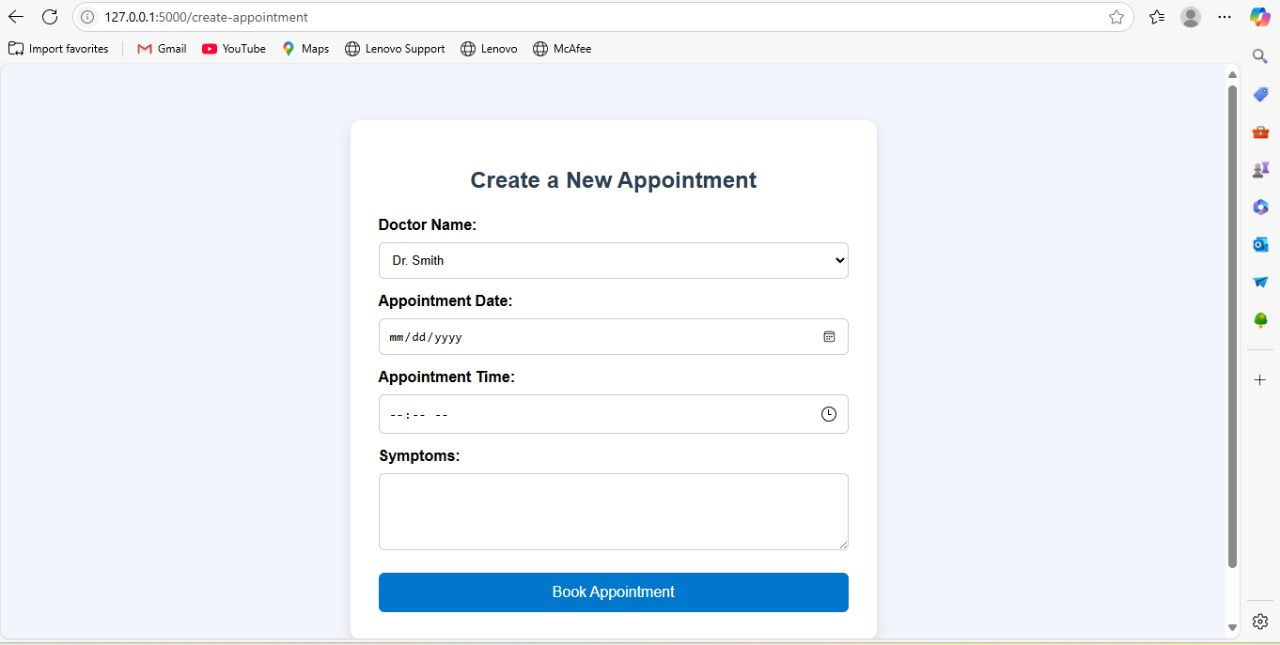 127.0.0.1:5000/create-appointment
Import favorites Gmail YouTube Maps Lenovo Support Lenovo McAfee
Create a New Appointment
Doctor Name:
Dr. Smith
Appointment Date:
mm/dd/yyyy
Appointment Time:
--:-- --
Symptoms:
Book Appointment